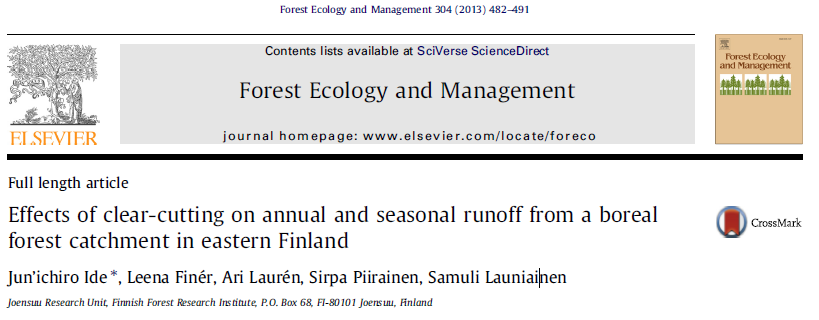 Forest Ecology and Management 304 (2013) 482–491
Contents lists available at SciVerse ScienceDirect
Forest Ecology and Management
journal homepage: www.elsevier.com/locate/foreco
ELSEVIER
Forest Ecology
and Management
Full length article
Effects of clear-cutting on annual and seasonal runoff from a boreal
forest catchment in eastern Finland
CrossMark
Jun'ichiro Ide *, Leena Finér, Ari Laurén, Sirpa Piirainen, Samuli Launiainen
Joensuu Research Unit, Finnish Forest Research Institute, P.O. Box 68, FI-80101 Joensuu, Finland